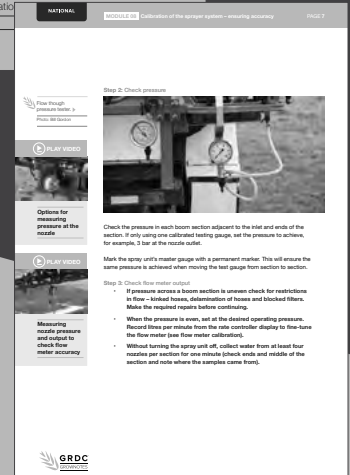 NATIONAL
MODULE 08 Calibration of the sprayer system – ensuring accuracy
PAGE 7
Step 2: Check pressure
Flow though
pressure tester.
Photo: Bill Gordon
PLAY VIDEO
Options for
measuring
pressure at the
nozzle
PLAY VIDEO
Measuring
nozzle pressure
and output to
check flow
meter accuracy
Check the pressure in each boom section adjacent to the inlet and ends of the
section. If only using one calibrated testing gauge, set the pressure to achieve,
for example, 3 bar at the nozzle outlet.
Mark the spray unit's master gauge with a permanent marker. This will ensure the
same pressure is achieved when moving the test gauge from section to section.
Step 3: Check flow meter output
• If pressure across a boom section is uneven check for restrictions
in flow – kinked hoses, delamination of hoses and blocked filters.
Make the required repairs before continuing.
• When the pressure is even, set at the desired operating pressure.
Record litres per minute from the rate controller display to fine-tune
the flow meter (see flow meter calibration).
• Without turning the spray unit off, collect water from at least four
nozzles per section for one minute (check ends and middle of the
section and note where the samples came from).
GRDC
GROWNOTES